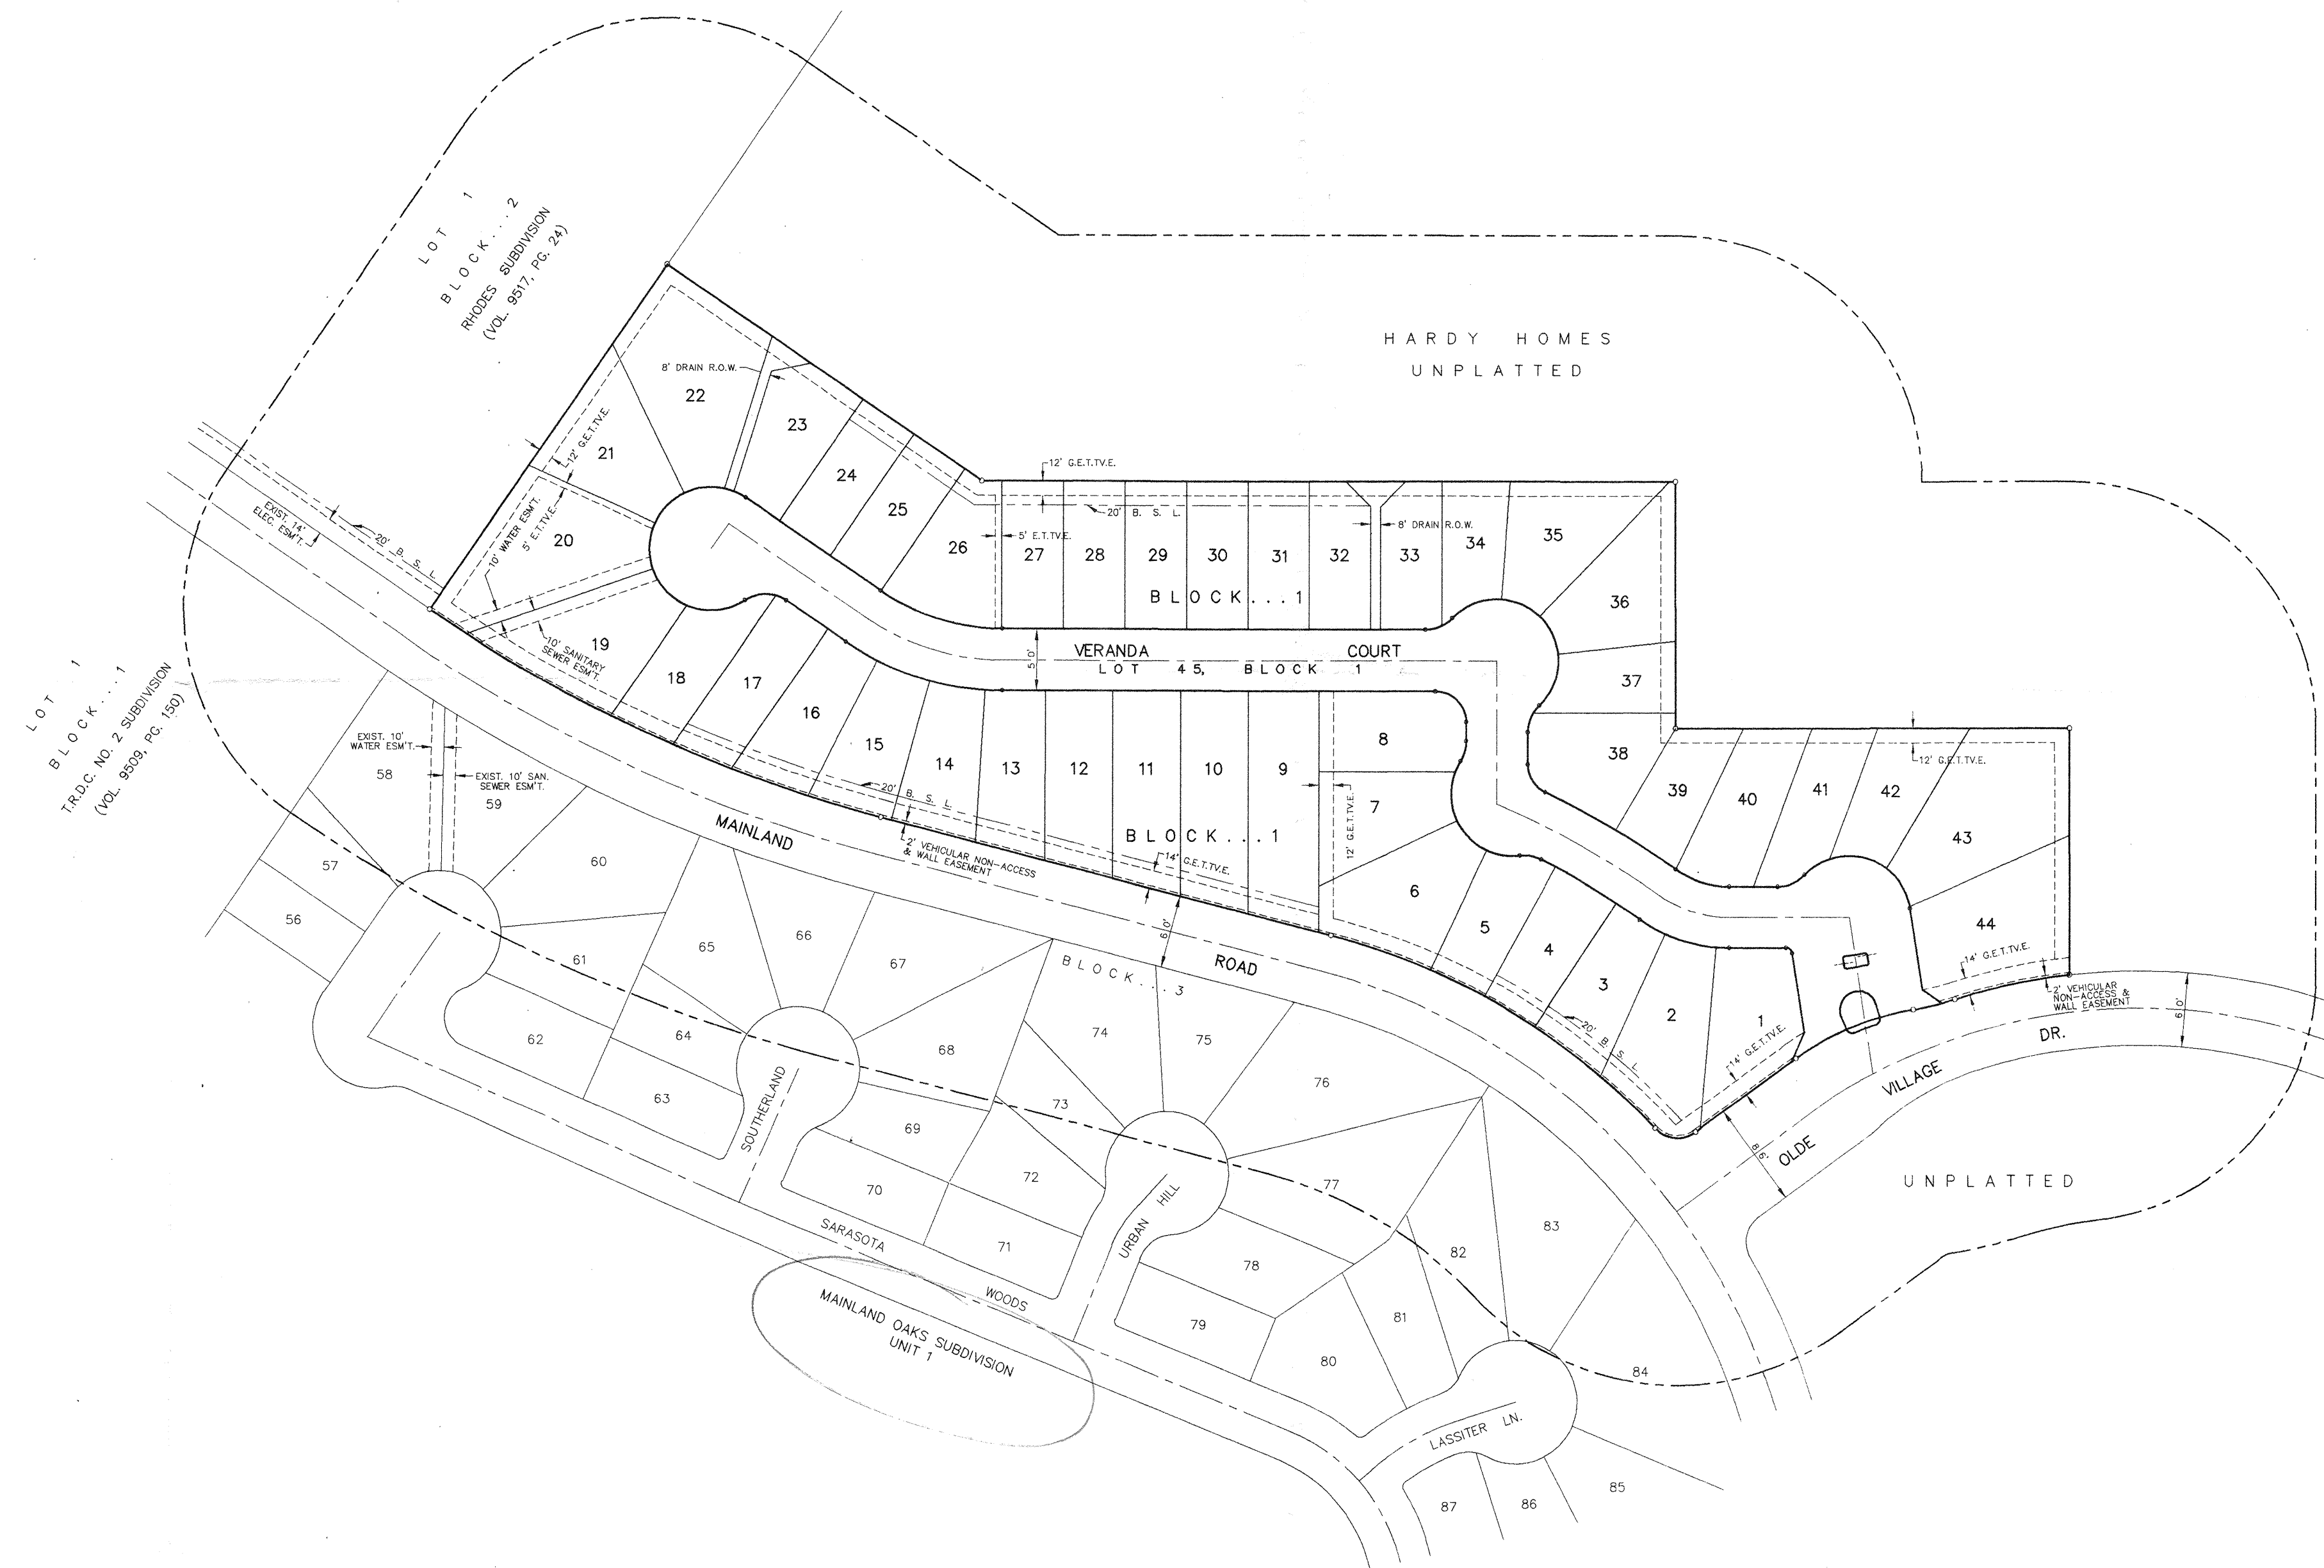 LOT 1
BLOCK...2
RHODES SUBDIVISION
(VOL. 9517, PG. 24)
HARDY HOMES
UNPLATTED
8' DRAIN R.O.W.
22
23
21
12' G.E.T.TV.E.
24
25
26
20
10' WATER ESM'T.
5' E.T.TV.E.
EXIST. 14'
ELEC. ESM'T.
20' B. S. L.
12' G.E.T.TV.E.
20' B. S. L.
5' E.T.TV.E.
8' DRAIN R.O.W.
27
28
29
30
31
32
33
34
35
36
37
38
BLOCK...1
19
10' SANITARY
SEWER ESM'T.
18
17
16
15
14
13
12
11
10
9
8
7
VERANDA COURT
LOT 45, BLOCK 1
50'
LOT 1
BLOCK...1
T.R.D.C. NO. 2 SUBDIVISION
(VOL. 9509, PG. 150)
EXIST. 10'
WATER ESM'T.
58
EXIST. 10' SAN.
SEWER ESM'T.
59
57
56
60
61
62
63
64
65
66
67
MAINLAND
ROAD
20' B. S. L.
2' VEHICULAR NON-ACCESS
& WALL EASEMENT
BLOCK...1
14' G.E.T.TV.E.
12' G.E.T.TV.E.
60'
BLOCK...3
39
40
41
42
43
44
12' G.E.T.TV.E.
14' G.E.T.TV.E.
2' VEHICULAR
NON-ACCESS &
WALL EASEMENT
60'
6
5
4
3
2
1
20' B. S. L.
14' G.E.T.TV.E.
86'
OLDE
VILLAGE
DR.
UNPLATTED
68
69
70
71
72
73
74
75
76
77
78
79
80
81
82
83
84
85
86
87
SOUTHERLAND
SARASOTA
WOODS
URBAN HILL
LASSITER LN.
MAINLAND OAKS SUBDIVISION
UNIT 1